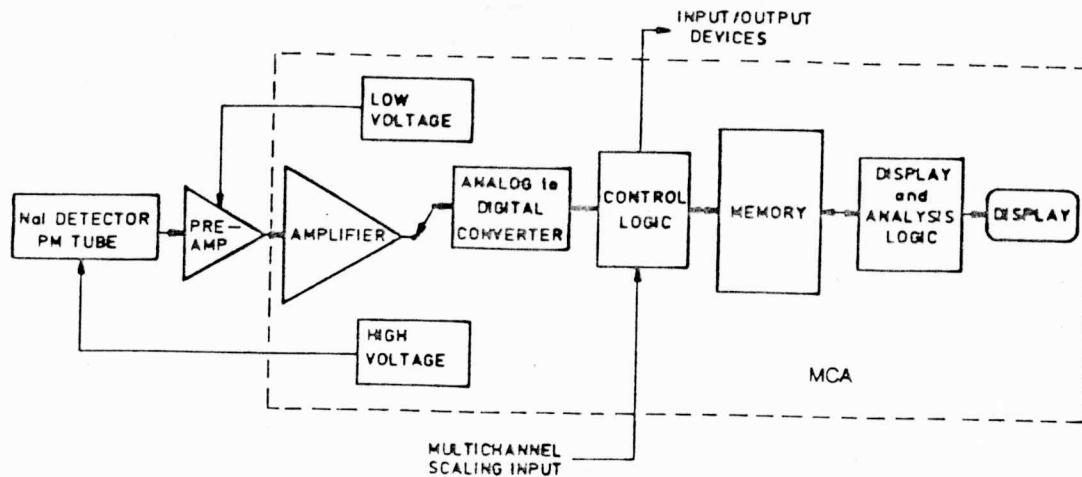 INPUT/OUTPUT
DEVICES
LOW
VOLTAGE
NaI DETECTOR
PM TUBE
PRE-
AMP
AMPLIFIER
ANALOG to
DIGITAL
CONVERTER
CONTROL
LOGIC
MEMORY
DISPLAY
and
ANALYSIS
LOGIC
DISPLAY
HIGH
VOLTAGE
MCA
MULTICHANNEL
SCALING INPUT